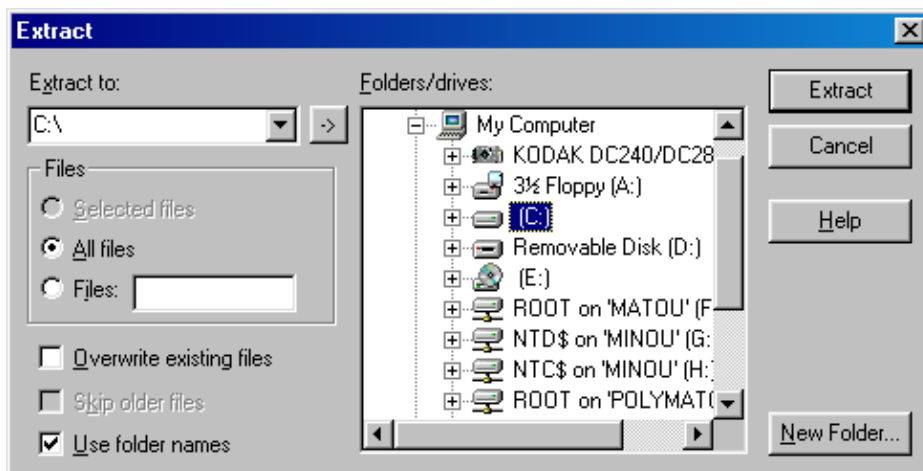 Extract
Extract to:
C:\
->
Files
Selected files
All files
Files:
Overwrite existing files
Skip older files
Use folder names
Folders/drives:
My Computer
KODAK DC240/DC28
3½ Floppy (A:)
(C:)
Removable Disk (D:)
(E:)
ROOT on 'MATOU' (F
NTD$ on 'MINOU' (G:
NTC$ on 'MINOU' (H:
ROOT on 'POLYMATO
Extract
Cancel
Help
New Folder...